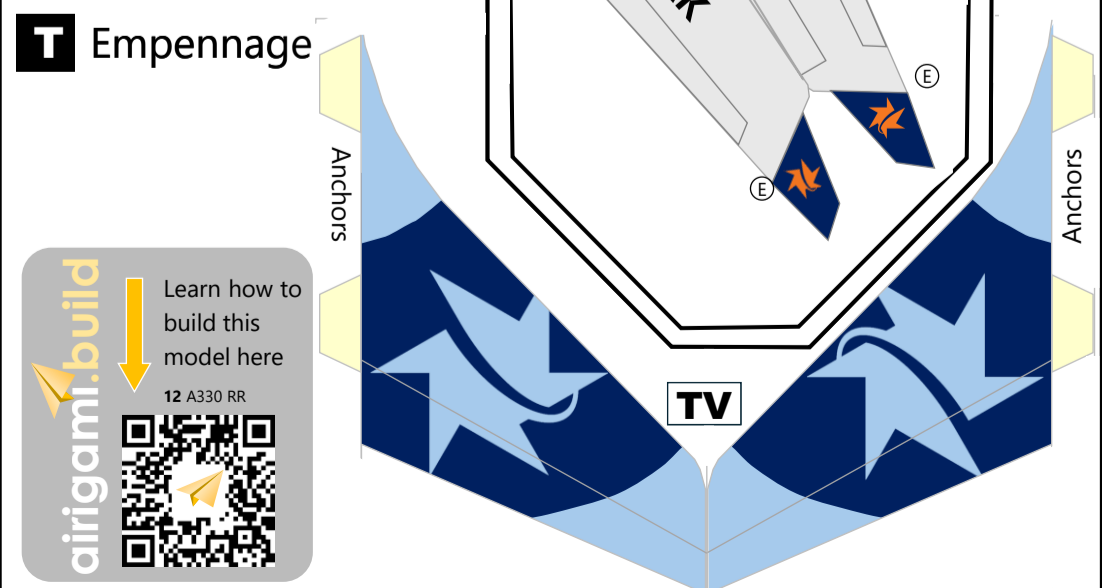 T Empennage
E
E
Anchors
Anchors
airigami.build
Learn how to
build this
model here
12 A330 RR
TV